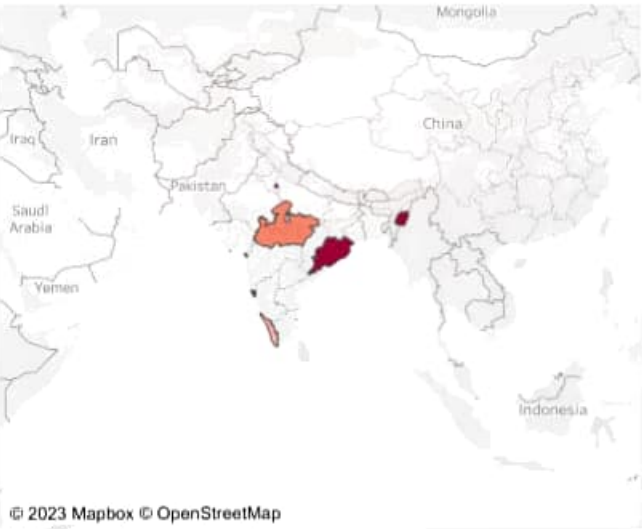 Mongolia
China
Iraq
Iran
Pakistan
Saudi
Arabia
Yemen
Indonesia
© 2023 Mapbox © OpenStreetMap